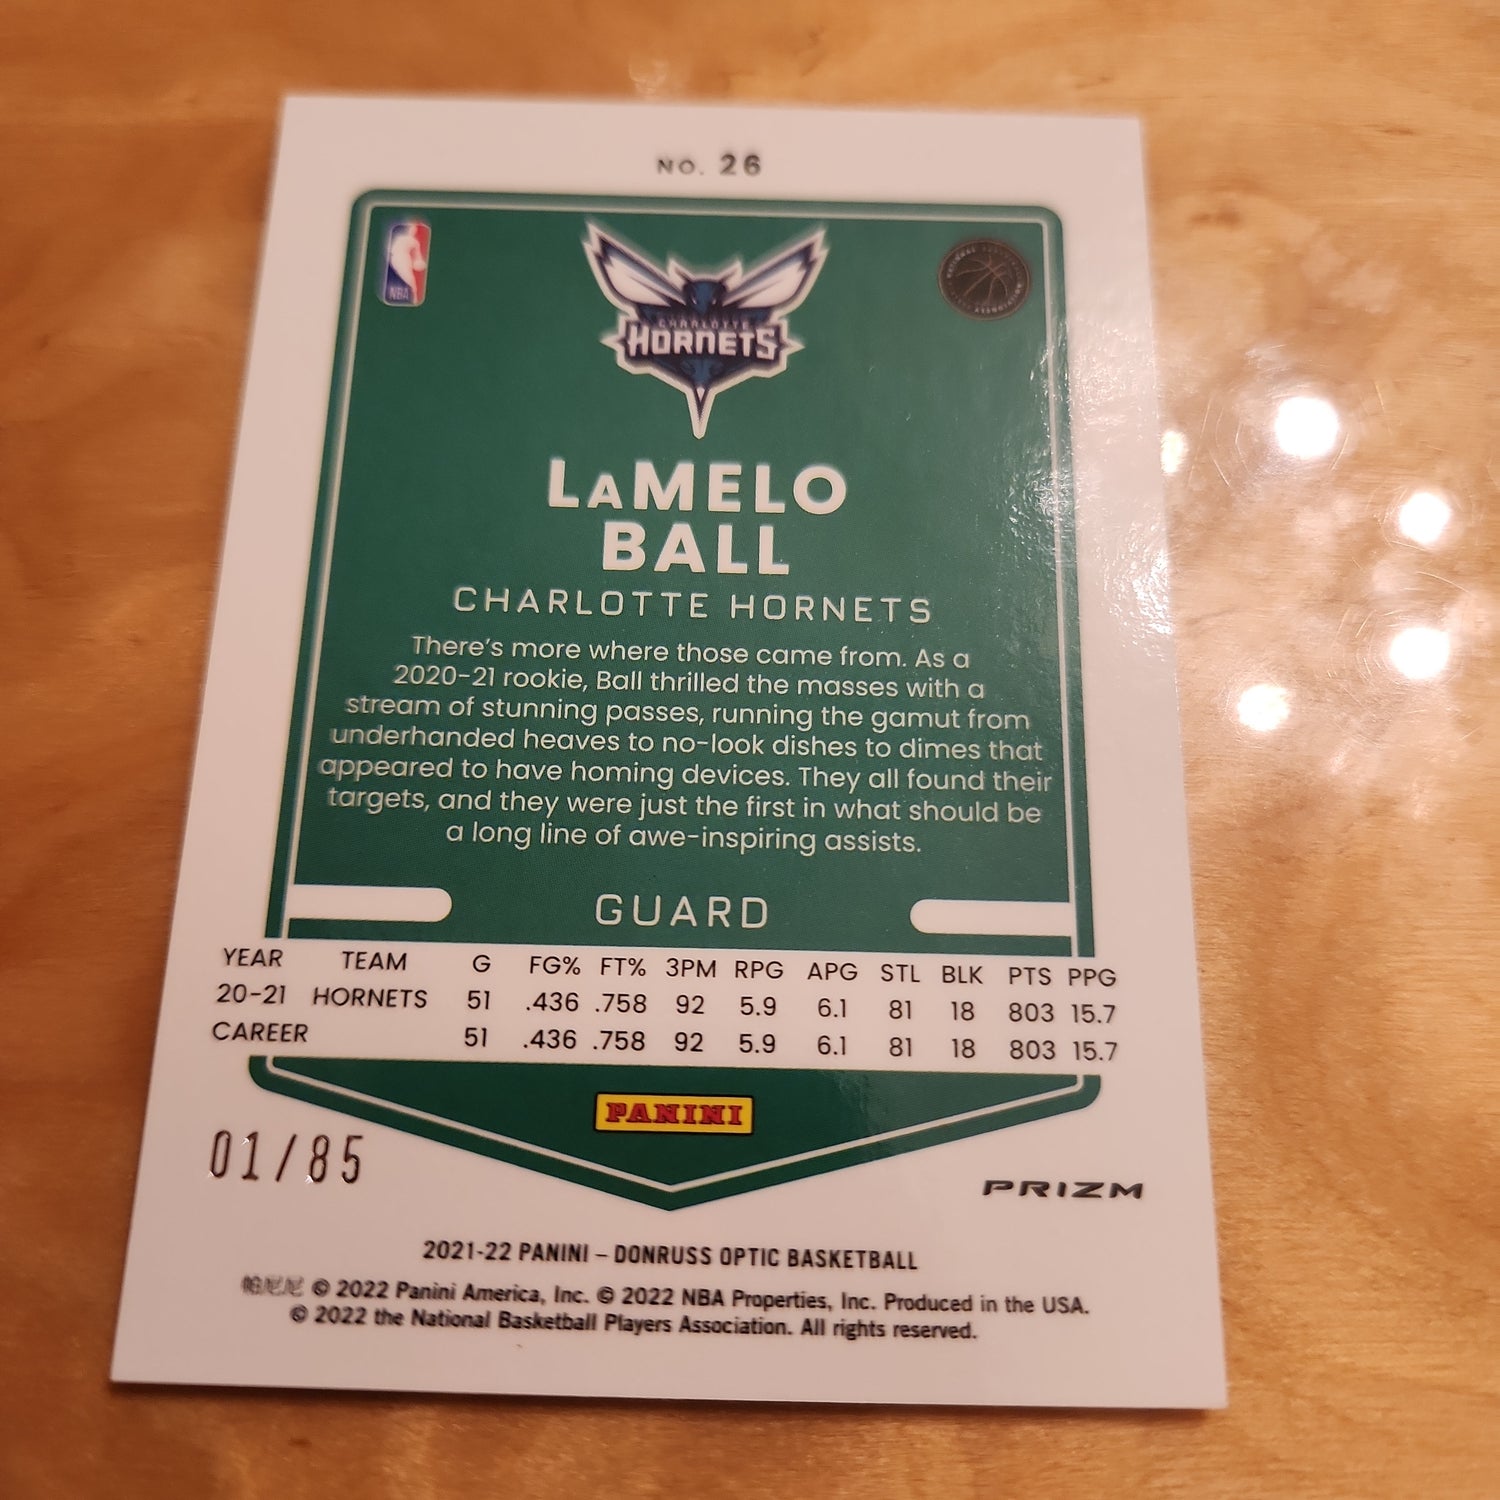 NO. 26
NBA
CHARLOTTE
HORNETS
LaMELO
BALL
CHARLOTTE HORNETS
There's more where those came from. As a
2020-21 rookie, Ball thrilled the masses with a
stream of stunning passes, running the gamut from
underhanded heaves to no-look dishes to dimes that
appeared to have homing devices. They all found their
targets, and they were just the first in what should be
a long line of awe-inspiring assists.
GUARD
YEAR TEAM G FG% FT% 3PM RPG APG STL BLK PTS PPG
20-21 HORNETS 51 .436 .758 92 5.9 6.1 81 18 803 15.7
CAREER 51 .436 .758 92 5.9 6.1 81 18 803 15.7
PANINI
01/85
PRIZM
2021-22 PANINI – DONRUSS OPTIC BASKETBALL
帕尼尼 © 2022 Panini America, Inc. © 2022 NBA Properties, Inc. Produced in the USA.
© 2022 the National Basketball Players Association. All rights reserved.